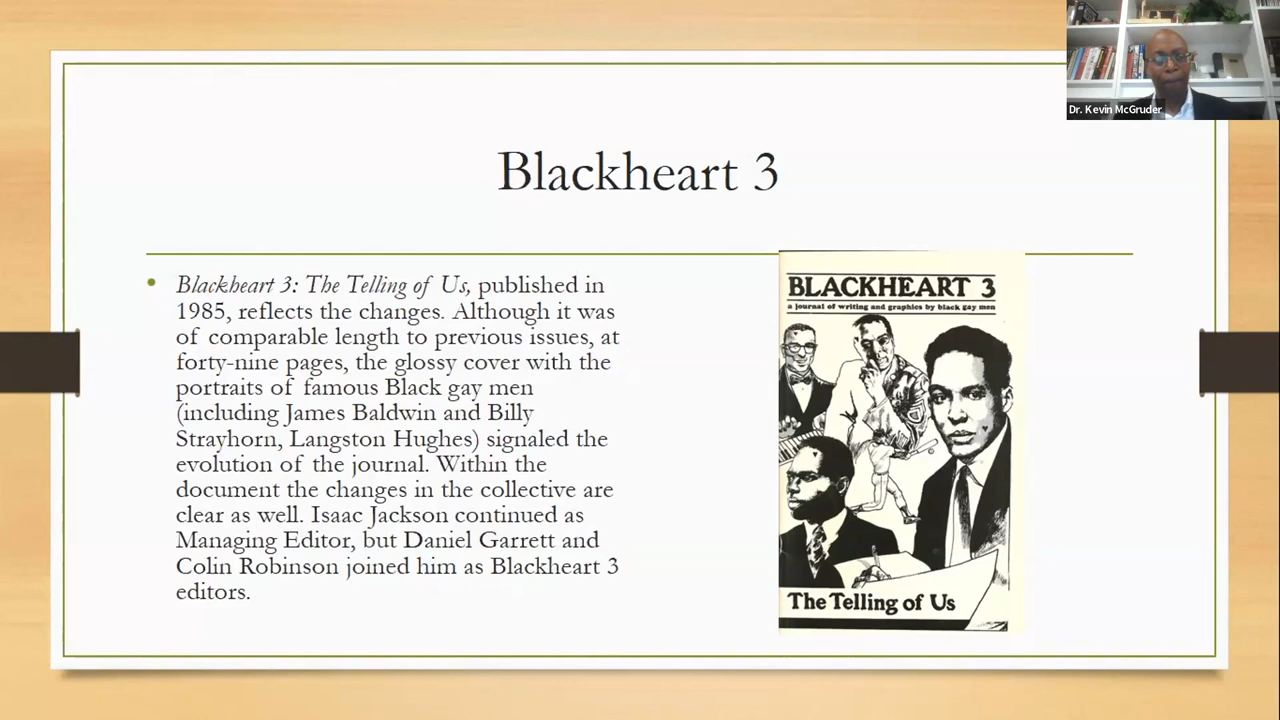 Dr. Kevin McGruder
Blackheart 3
• Blackheart 3: The Telling of Us, published in
1985, reflects the changes. Although it was
of comparable length to previous issues, at
forty-nine pages, the glossy cover with the
portraits of famous Black gay men
(including James Baldwin and Billy
Strayhorn, Langston Hughes) signaled the
evolution of the journal. Within the
document the changes in the collective are
clear as well. Isaac Jackson continued as
Managing Editor, but Daniel Garrett and
Colin Robinson joined him as Blackheart 3
editors.
BLACKHEART 3
a journal of writing and graphics by black gay men
The Telling of Us